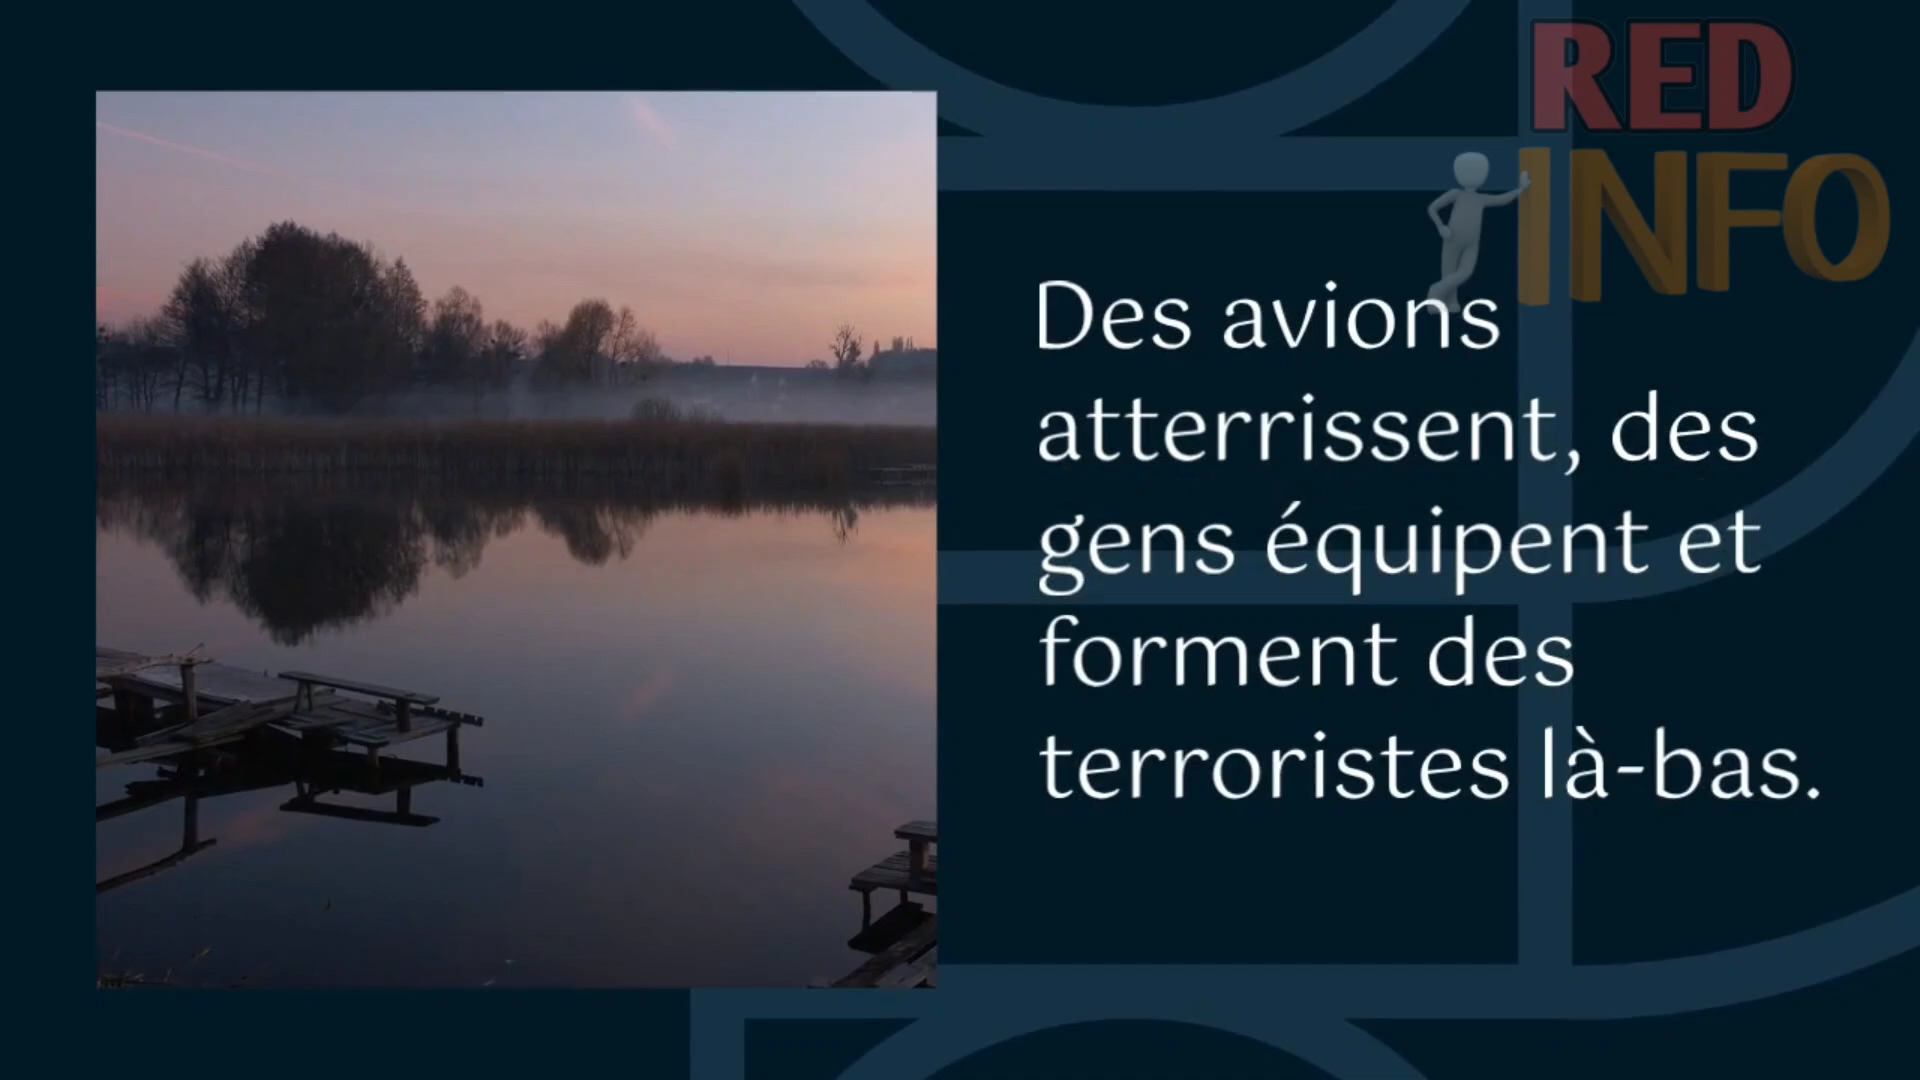 RED
INFO
Des avions
atterrissent, des
gens équipent et
forment des
terroristes là-bas.